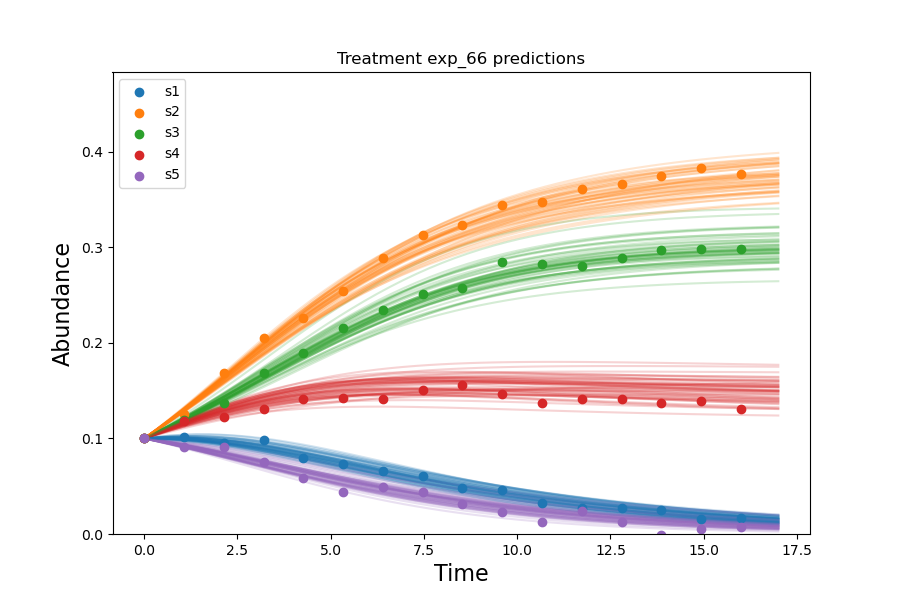 Treatment exp_66 predictions
s1
s2
s3
s4
s5
Abundance
0.4
0.3
0.2
0.1
0.0
0.0 2.5 5.0 7.5 10.0 12.5 15.0 17.5
Time